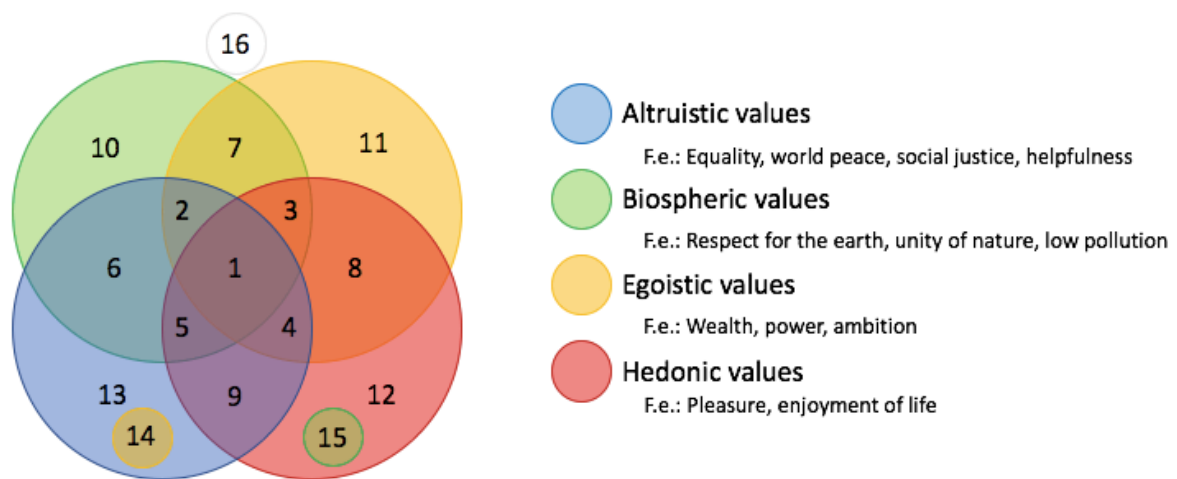 16
10
7
11
2
3
6
1
8
5
4
13
9
12
14
15
Altruistic values
F.e.: Equality, world peace, social justice, helpfulness
Biospheric values
F.e.: Respect for the earth, unity of nature, low pollution
Egoistic values
F.e.: Wealth, power, ambition
Hedonic values
F.e.: Pleasure, enjoyment of life